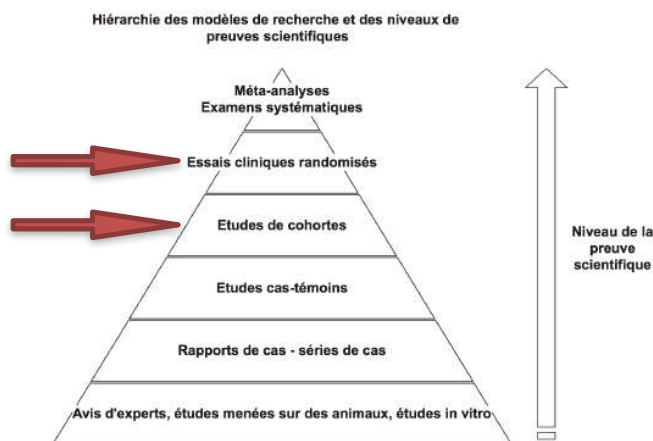 Hiérarchie des modèles de recherche et des niveaux de
preuves scientifiques
Méta-analyses
Examens systématiques
Essais cliniques randomisés
Etudes de cohortes
Etudes cas-témoins
Rapports de cas - séries de cas
Avis d'experts, études menées sur des animaux, études in vitro
Niveau de la
preuve
scientifique